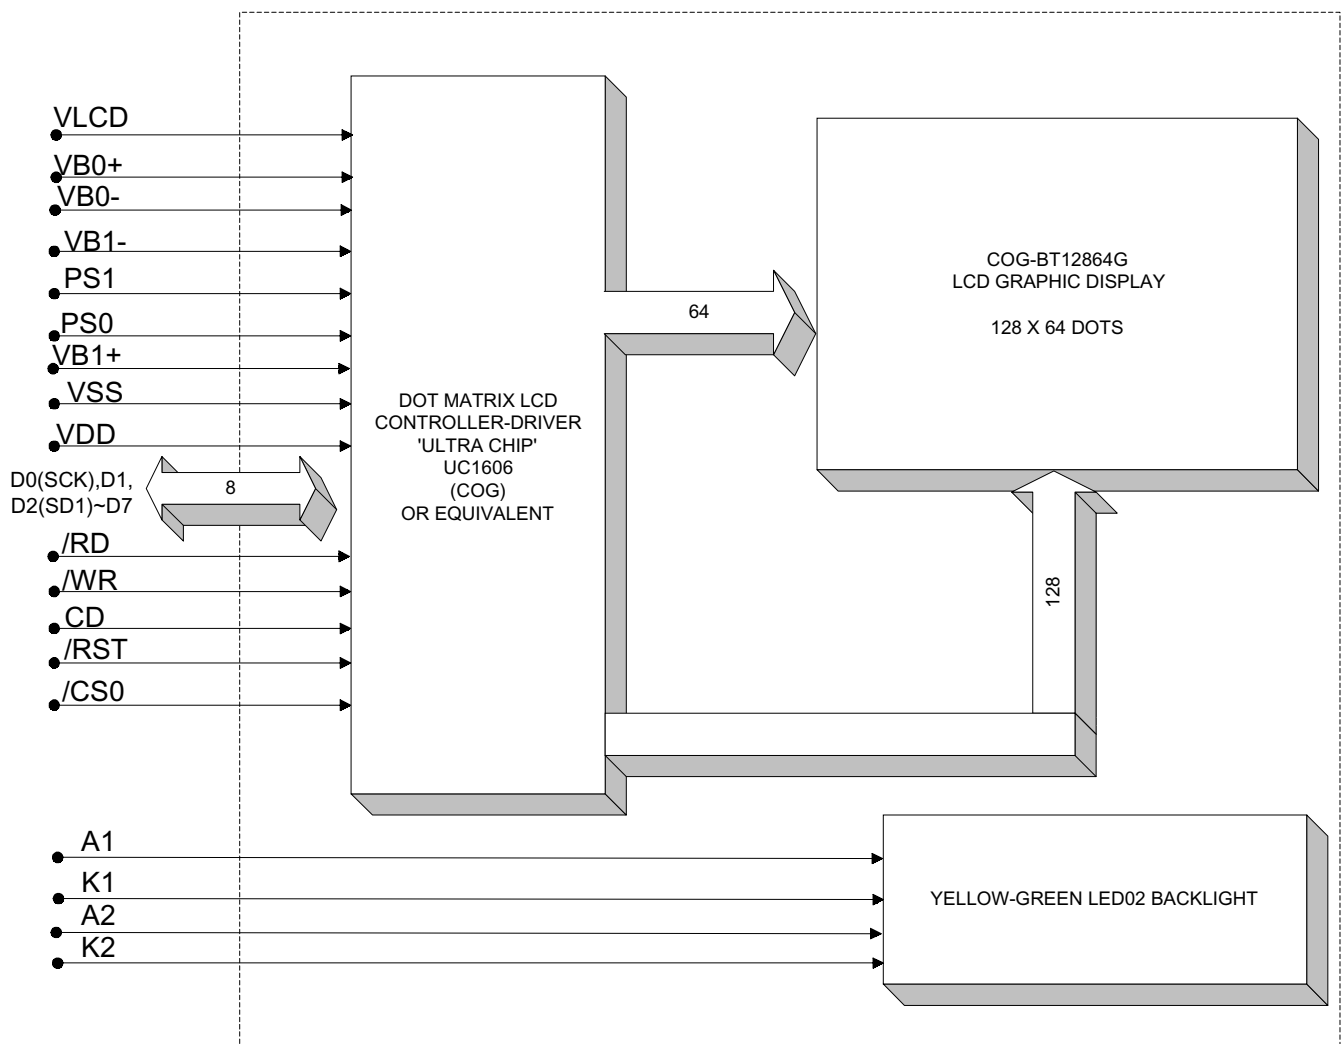 VLCD
VB0+
VB0-
VB1-
PS1
PS0
VB1+
VSS
VDD
D0(SCK),D1,
D2(SD1)~D7
8
/RD
/WR
CD
/RST
/CS0
DOT MATRIX LCD
CONTROLLER-DRIVER
'ULTRA CHIP'
UC1606
(COG)
OR EQUIVALENT
64
COG-BT12864G
LCD GRAPHIC DISPLAY
128 X 64 DOTS
128
A1
K1
A2
K2
YELLOW-GREEN LED02 BACKLIGHT